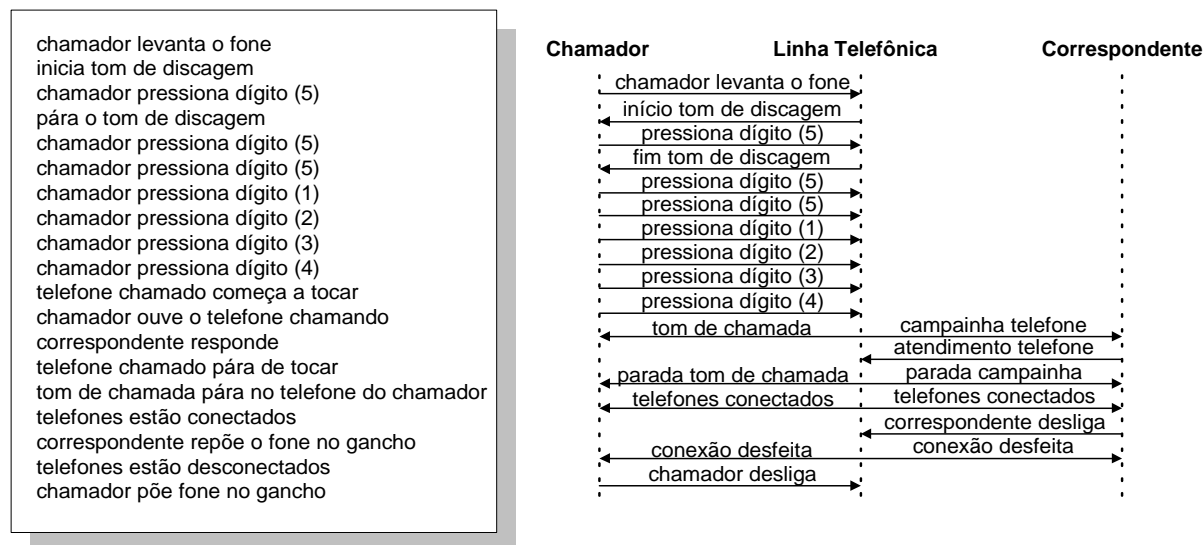 chamador levanta o fone
inicia tom de discagem
chamador pressiona dígito (5)
pára o tom de discagem
chamador pressiona dígito (5)
chamador pressiona dígito (5)
chamador pressiona dígito (1)
chamador pressiona dígito (2)
chamador pressiona dígito (3)
chamador pressiona dígito (4)
telefone chamado começa a tocar
chamador ouve o telefone chamando
correspondente responde
telefone chamado pára de tocar
tom de chamada pára no telefone do chamador
telefones estão conectados
correspondente repõe o fone no gancho
telefones estão desconectados
chamador põe fone no gancho
Chamador Linha Telefônica Correspondente
chamador levanta o fone
início tom de discagem
pressiona dígito (5)
fim tom de discagem
pressiona dígito (5)
pressiona dígito (5)
pressiona dígito (1)
pressiona dígito (2)
pressiona dígito (3)
pressiona dígito (4)
tom de chamada campainha telefone
atendimento telefone
parada tom de chamada parada campainha
telefones conectados telefones conectados
correspondente desliga
conexão desfeita conexão desfeita
chamador desliga